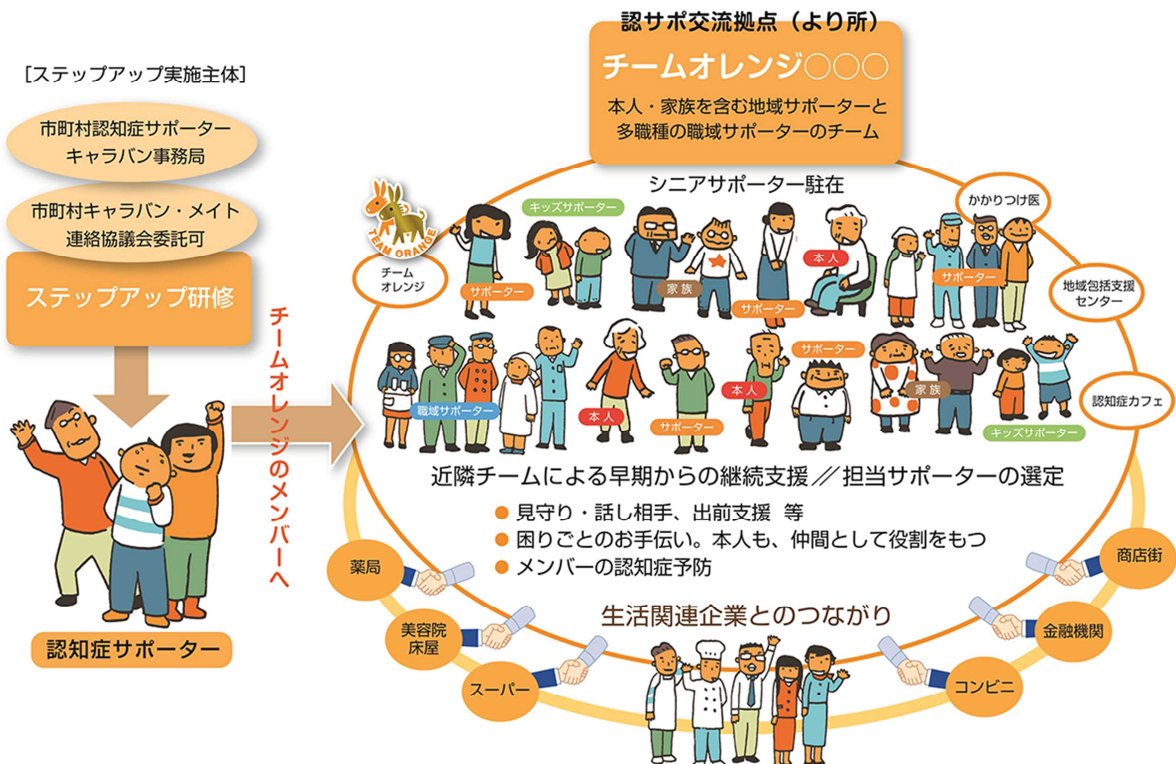 [ステップアップ実施主体]
市町村認知症サポーター
キャラバン事務局
市町村キャラバン・メイト
連絡協議会委託可
ステップアップ研修
認知症サポーター
チームオレンジのメンバーへ
認サポ交流拠点（より所）
チームオレンジ○○○
本人・家族を含む地域サポーターと
多職種の職域サポーターのチーム
シニアサポーター駐在
TEAM ORANGE
チーム
オレンジ
かかりつけ医
地域包括支援
センター
認知症カフェ
サポーター
キッズサポーター
家族
サポーター
本人
サポーター
職域サポーター
本人
サポーター
本人
サポーター
家族
キッズサポーター
近隣チームによる早期からの継続支援 // 担当サポーターの選定
● 見守り・話し相手、出前支援 等
● 困りごとのお手伝い。本人も、仲間として役割をもつ
● メンバーの認知症予防
生活関連企業とのつながり
薬局
美容院
床屋
スーパー
コンビニ
金融機関
商店街